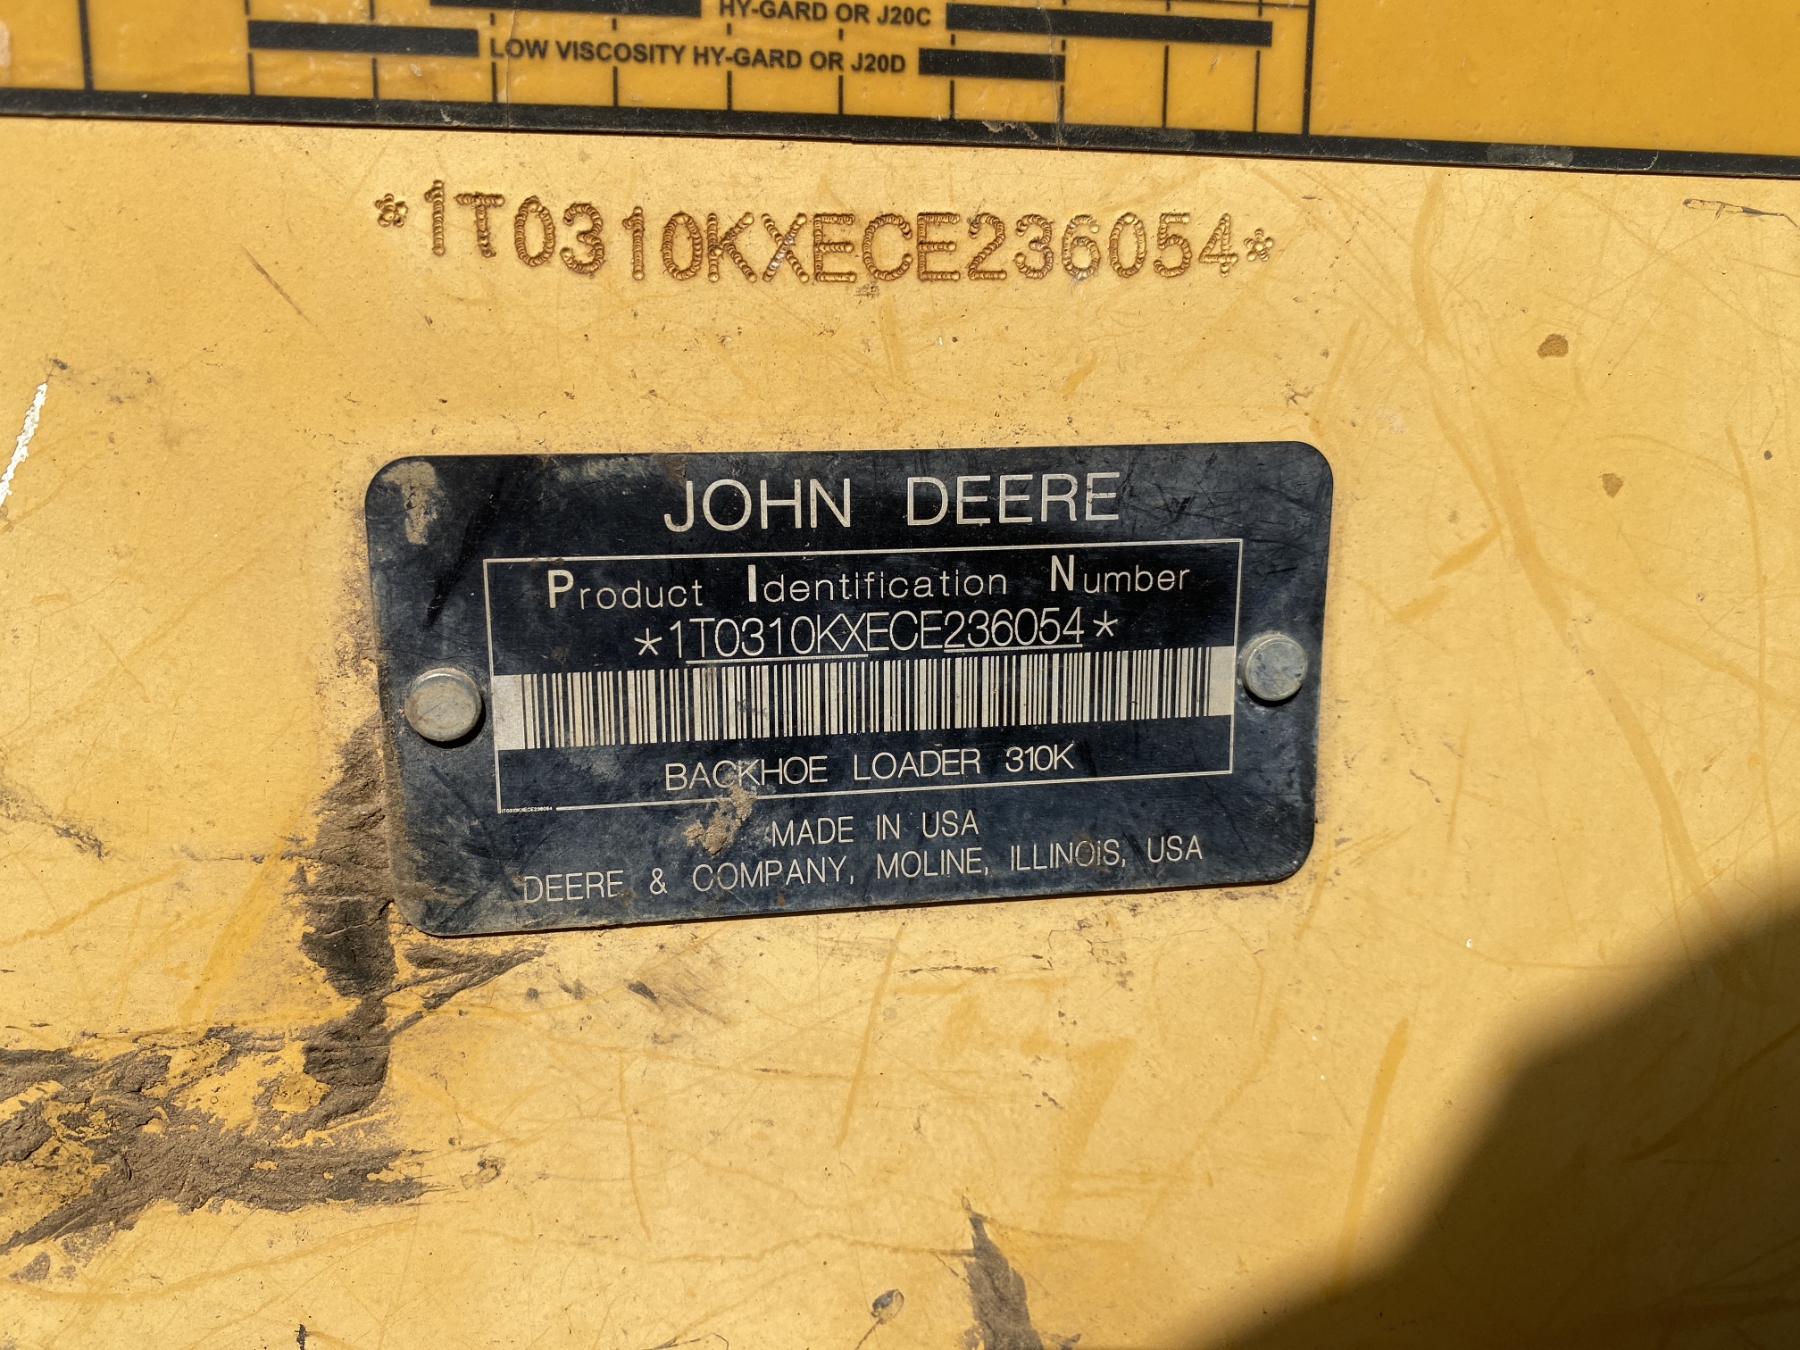 HY-GARD OR J20C
LOW VISCOSITY HY-GARD OR J20D
*1T0310KXECE236054*
JOHN DEERE
Product Identification Number
*1T0310KXECE236054*
BACKHOE LOADER 310K
MADE IN USA
DEERE & COMPANY, MOLINE, ILLINOiS, USA